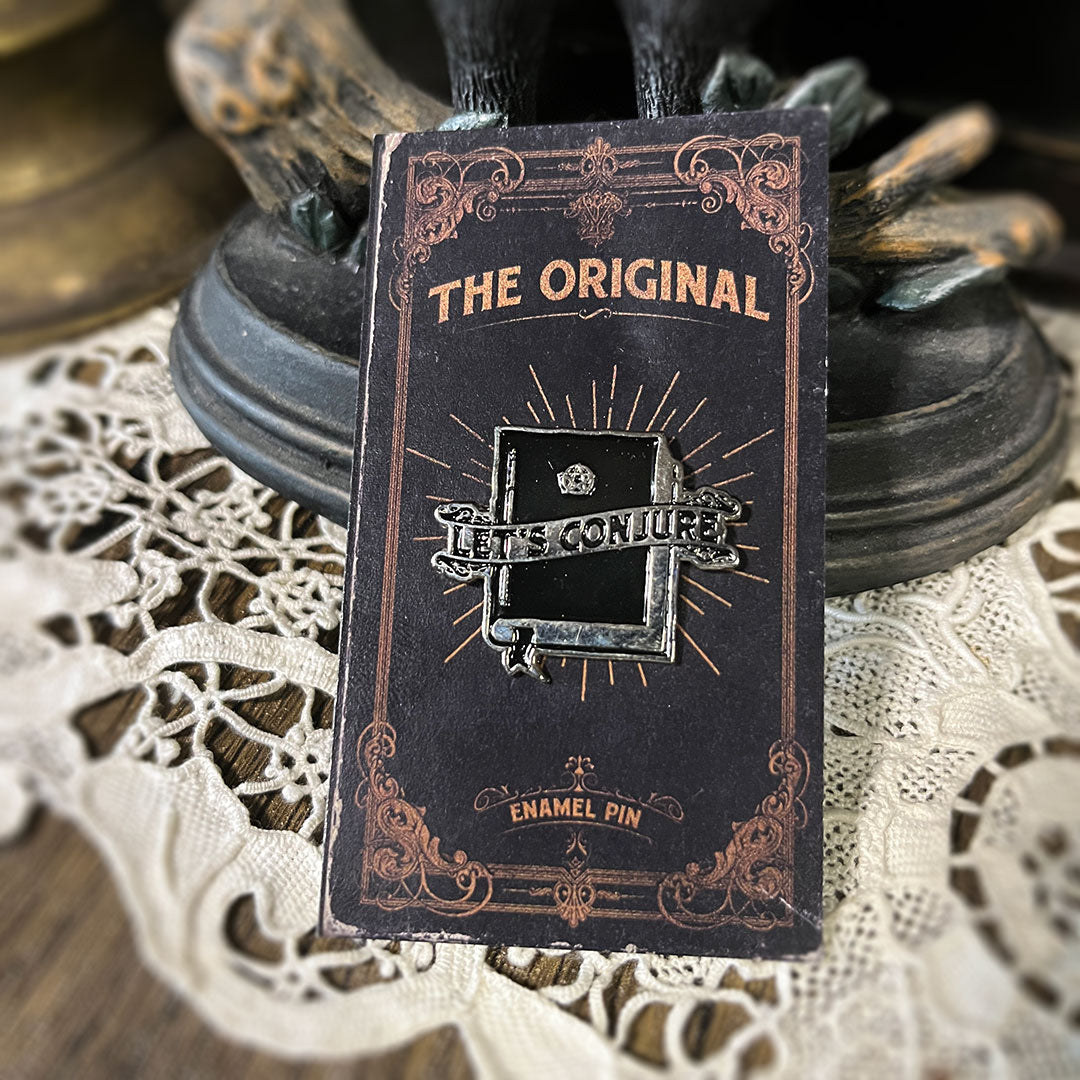 THE ORIGINAL
LET'S CONJURE
ENAMEL PIN